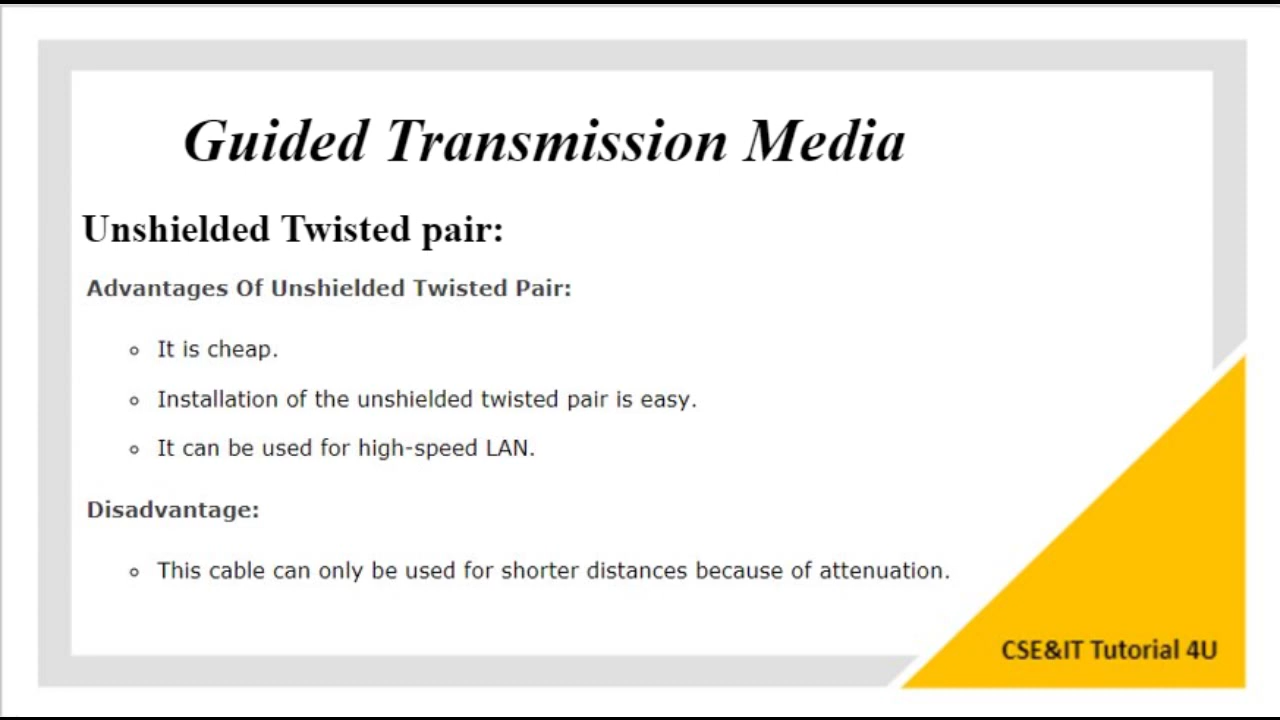 Guided Transmission Media
Unshielded Twisted pair:
Advantages Of Unshielded Twisted Pair:
It is cheap.
Installation of the unshielded twisted pair is easy.
It can be used for high-speed LAN.
Disadvantage:
This cable can only be used for shorter distances because of attenuation.
CSE&IT Tutorial 4U